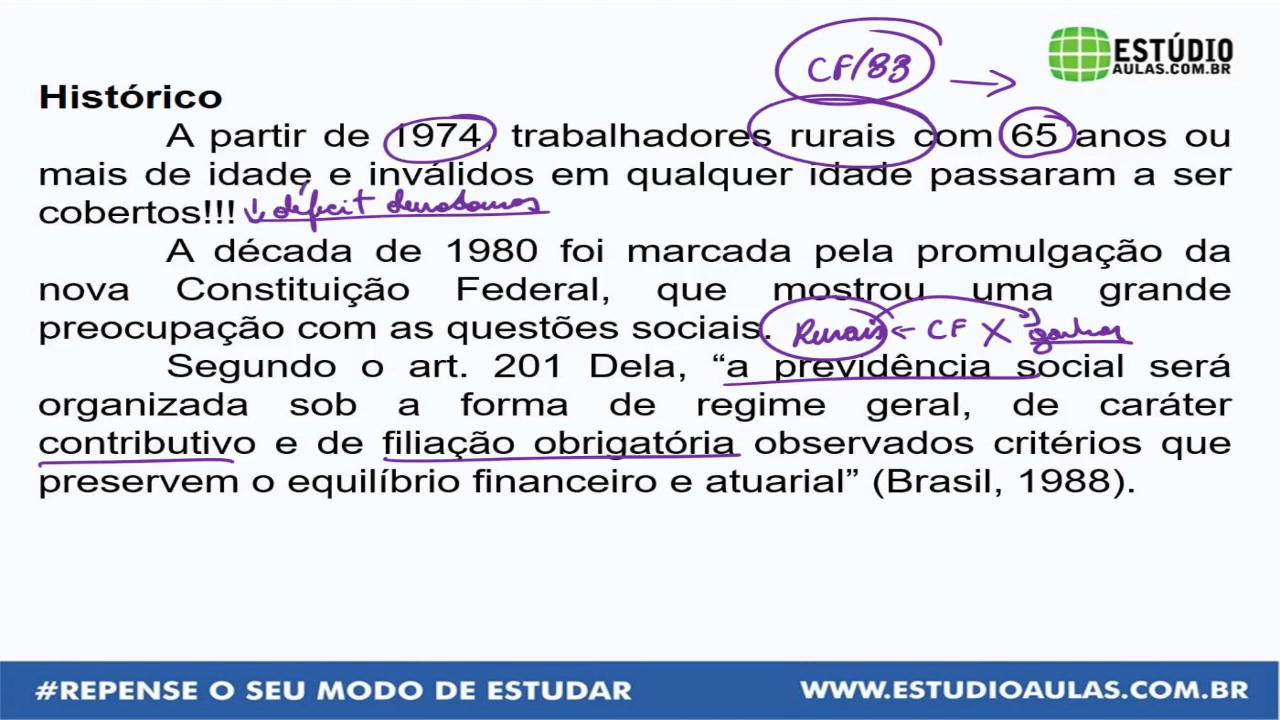 CF/88
ESTÚDIO
AULAS.COM.BR
Histórico
A partir de 1974, trabalhadores rurais com 65 anos ou
mais de idade e inválidos em qualquer idade passaram a ser
cobertos!!! déficit
A década de 1980 foi marcada pela promulgação da
nova Constituição Federal, que mostrou uma grande
preocupação com as questões sociais. Rurais ← CF X ganhos
Segundo o art. 201 Dela, “a previdência social será
organizada sob a forma de regime geral, de caráter
contributivo e de filiação obrigatória observados critérios que
preservem o equilíbrio financeiro e atuarial” (Brasil, 1988).
#REPENSE O SEU MODO DE ESTUDAR
WWW.ESTUDIOAULAS.COM.BR